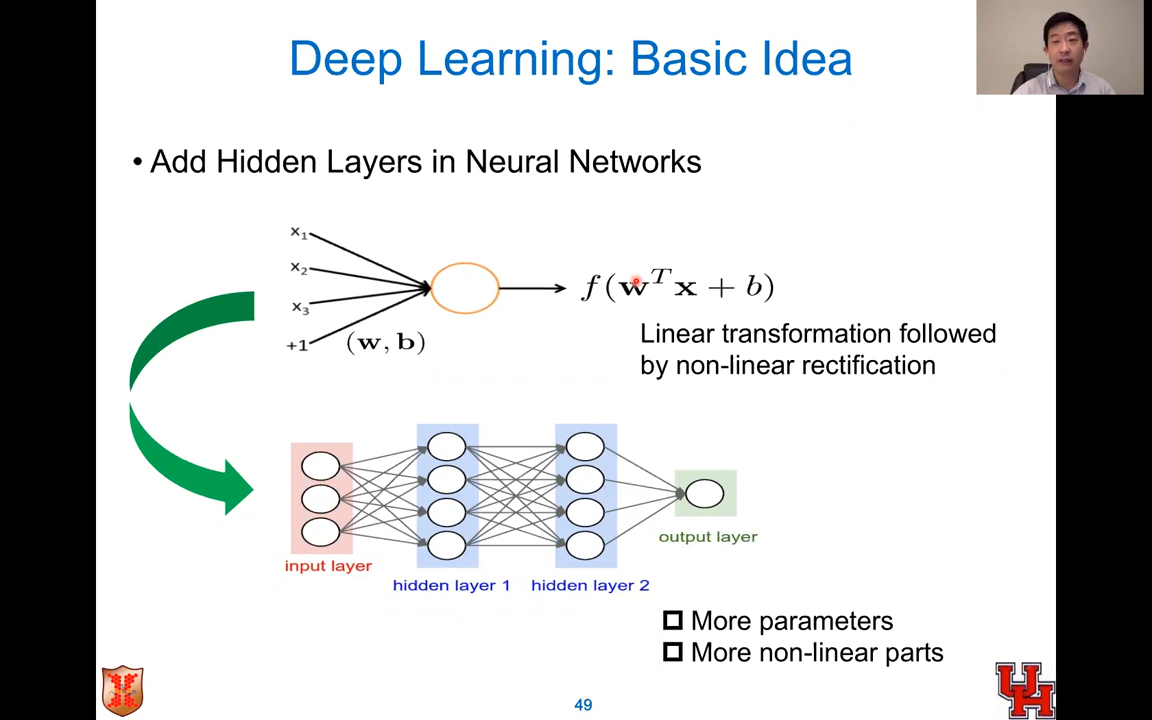 Deep Learning: Basic Idea
• Add Hidden Layers in Neural Networks
x₁
x₂
x₃
+1
(w, b)
f(wᵀx + b)
Linear transformation followed
by non-linear rectification
input layer
hidden layer 1
hidden layer 2
output layer
More parameters
More non-linear parts
49
UH